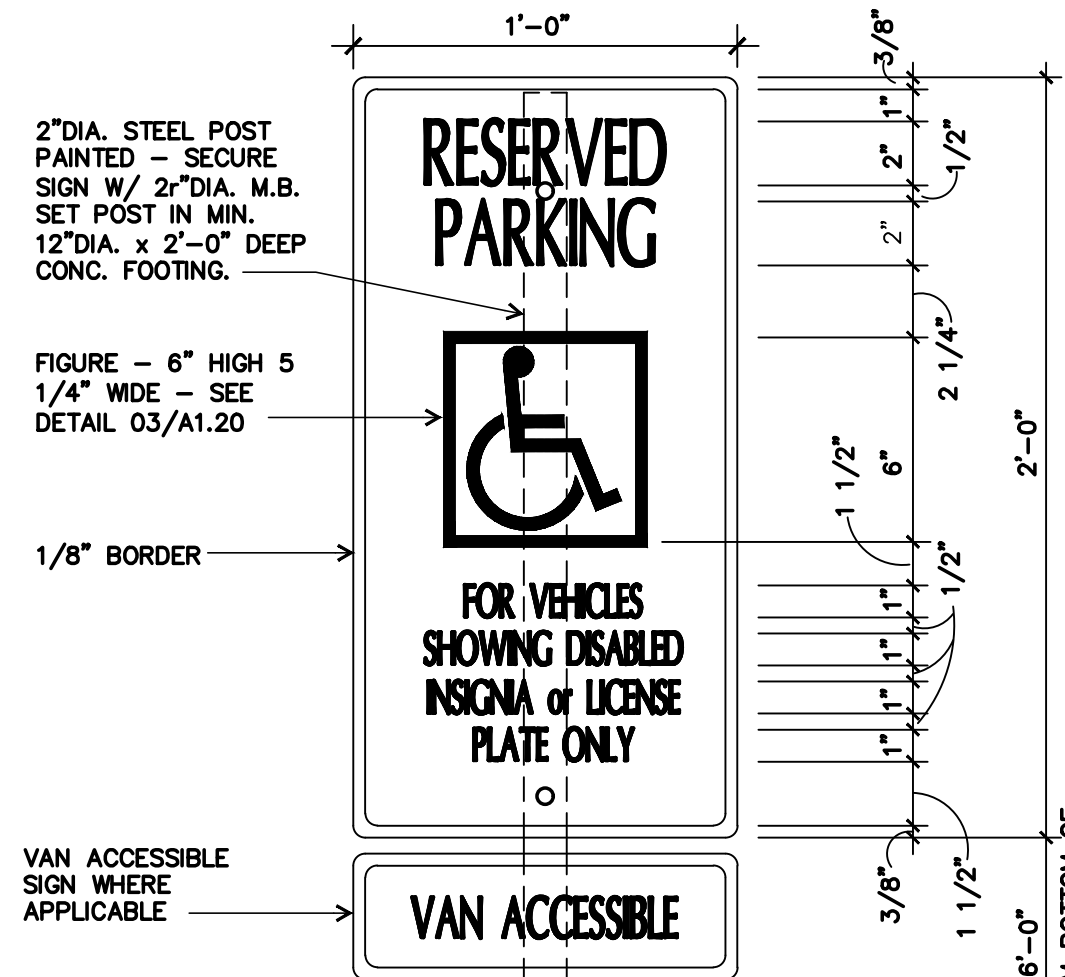 1'-0"
2"DIA. STEEL POST
PAINTED – SECURE
SIGN W/ 2r"DIA. M.B.
SET POST IN MIN.
12"DIA. x 2'-0" DEEP
CONC. FOOTING.
FIGURE – 6" HIGH 5
1/4" WIDE – SEE
DETAIL 03/A1.20
1/8" BORDER
VAN ACCESSIBLE
SIGN WHERE
APPLICABLE
RESERVED
PARKING
FOR VEHICLES
SHOWING DISABLED
INSIGNIA or LICENSE
PLATE ONLY
VAN ACCESSIBLE
3/8"
1"
2"
1/2"
2"
2 1/4"
6"
1 1/2"
1"
1/2"
1"
1"
1"
3/8"
1 1/2"
2'-0"
6'-0"
BOTTOM OF